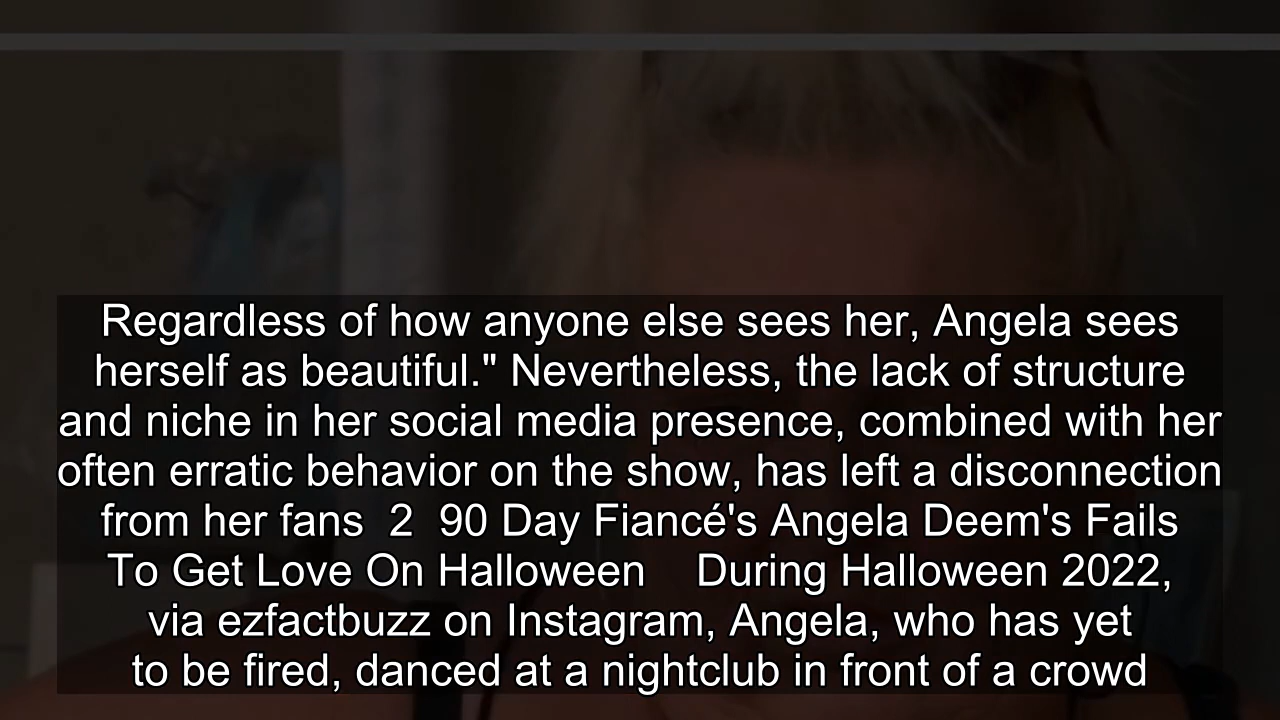 Regardless of how anyone else sees her, Angela sees
herself as beautiful." Nevertheless, the lack of structure
and niche in her social media presence, combined with her
often erratic behavior on the show, has left a disconnection
from her fans  2  90 Day Fiancé's Angela Deem's Fails
To Get Love On Halloween    During Halloween 2022,
via ezfactbuzz on Instagram, Angela, who has yet
to be fired, danced at a nightclub in front of a crowd